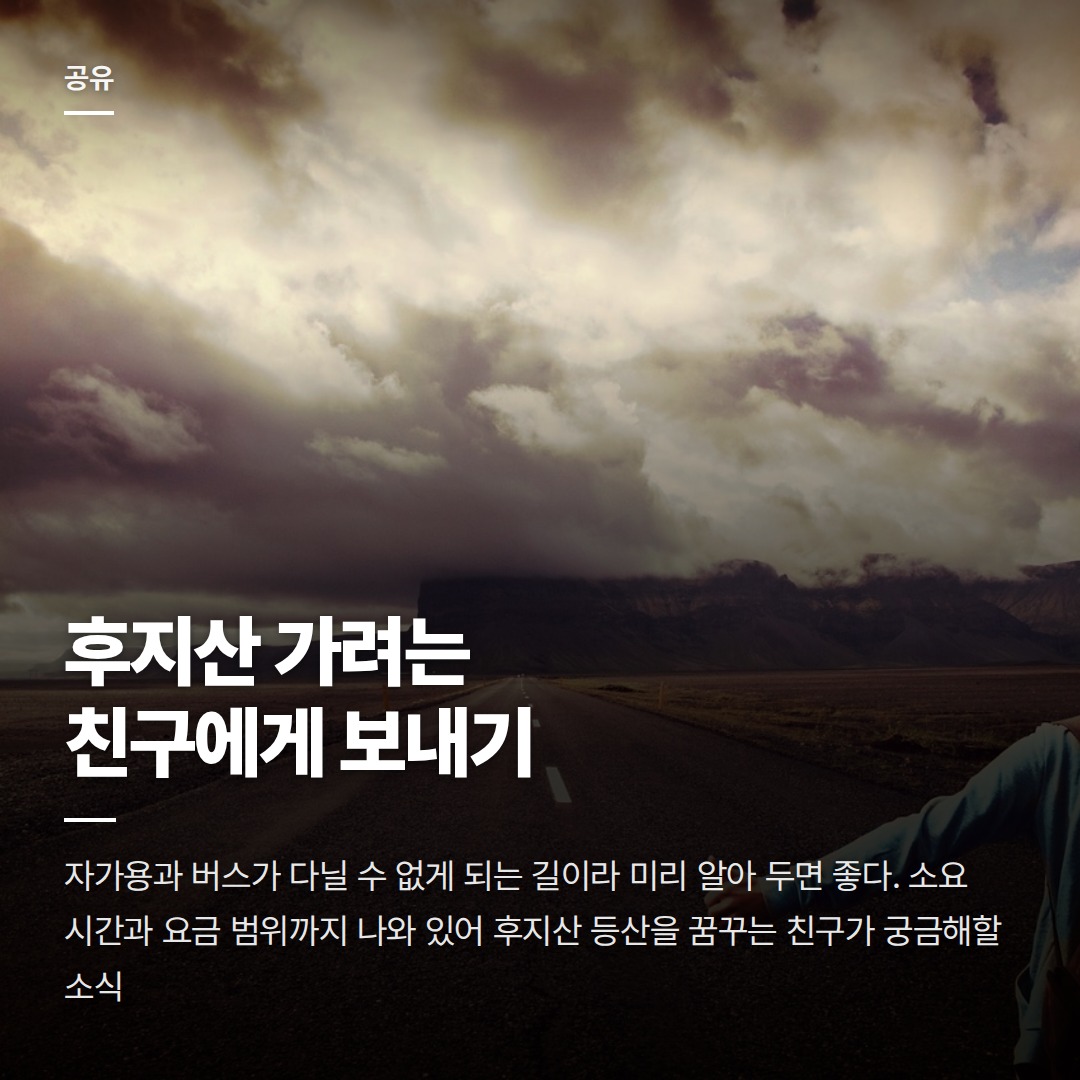 공유
후지산 가려는
친구에게 보내기
자가용과 버스가 다닐 수 없게 되는 길이라 미리 알아 두면 좋다. 소요
시간과 요금 범위까지 나와 있어 후지산 등산을 꿈꾸는 친구가 궁금해할
소식